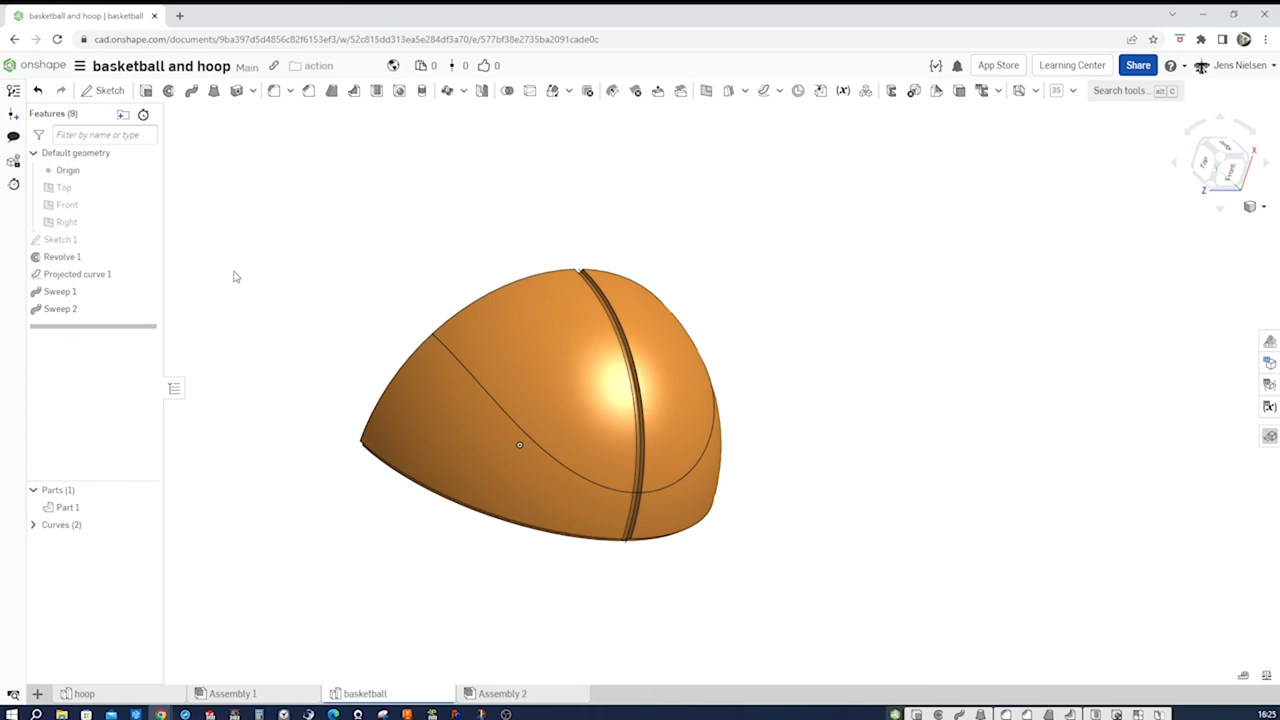 basketball and hoop | basketball
cad.onshape.com/documents/9ba397d5d4856c82f6153ef3/w/52c815dd313ea5e284df3a70/e/577bf38e2735ba2091cade0c
onshape
basketball and hoop Main action 0 0 0 App Store Learning Center Share Jens Nielsen
Sketch Search tools... alt C
Features (9)
Filter by name or type
Default geometry
Origin
Top
Front
Right
Sketch 1
Revolve 1
Projected curve 1
Sweep 1
Sweep 2
Parts (1)
Part 1
Curves (2)
Top
Front
X
Z
hoop Assembly 1 basketball Assembly 2
16:25